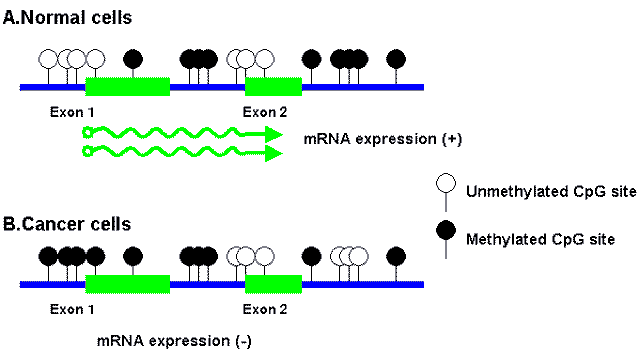 A.Normal cells
Exon 1
Exon 2
mRNA expression (+)
Unmethylated CpG site
Methylated CpG site
B.Cancer cells
Exon 1
Exon 2
mRNA expression (-)